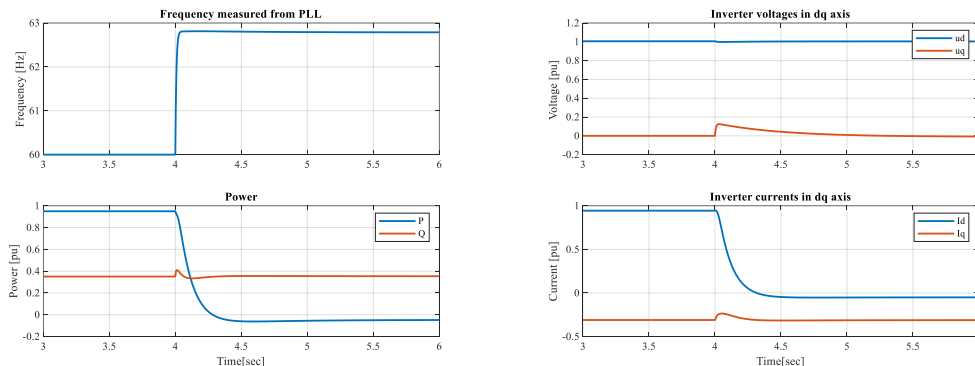 Frequency measured from PLL
Frequency [Hz]
63
62
61
60
3 3.5 4 4.5 5 5.5 6
Inverter voltages in dq axis
Voltage [pu]
1.2
1
0.8
0.6
0.4
0.2
0
-0.2
3 3.5 4 4.5 5 5.5
ud
uq
Power
Power [pu]
1
0.8
0.6
0.4
0.2
0
-0.2
3 3.5 4 4.5 5 5.5 6
Time[sec]
P
Q
Inverter currents in dq axis
Current [pu]
1
0.5
0
-0.5
3 3.5 4 4.5 5 5.5
Time[sec]
Id
Iq